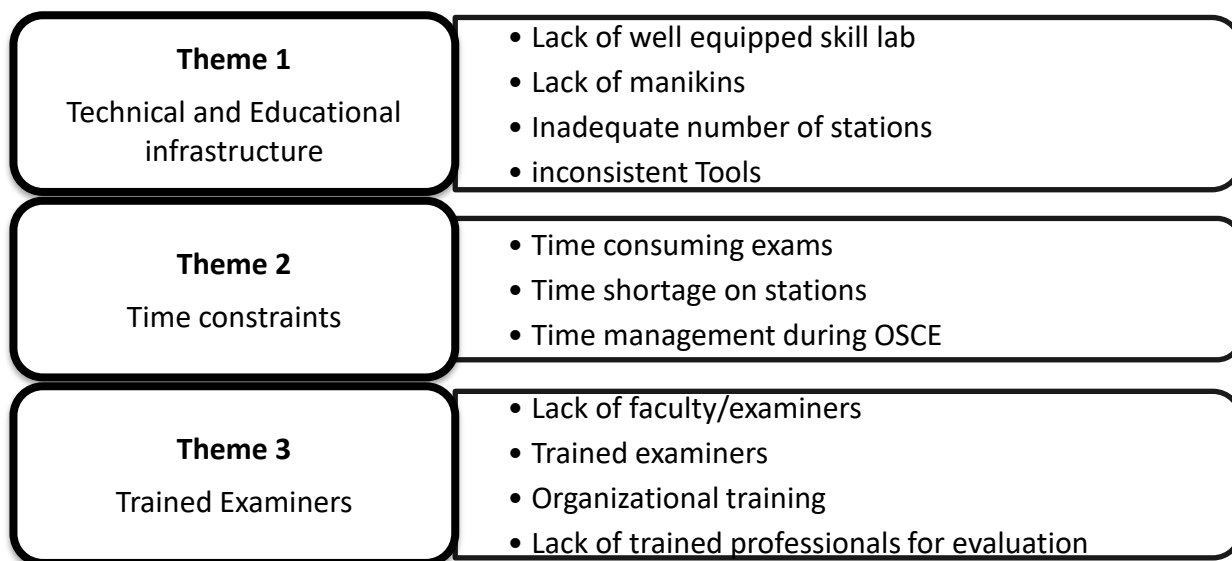 Theme 1
Technical and Educational
infrastructure
• Lack of well equipped skill lab
• Lack of manikins
• Inadequate number of stations
• inconsistent Tools
Theme 2
Time constraints
• Time consuming exams
• Time shortage on stations
• Time management during OSCE
Theme 3
Trained Examiners
• Lack of faculty/examiners
• Trained examiners
• Organizational training
• Lack of trained professionals for evaluation